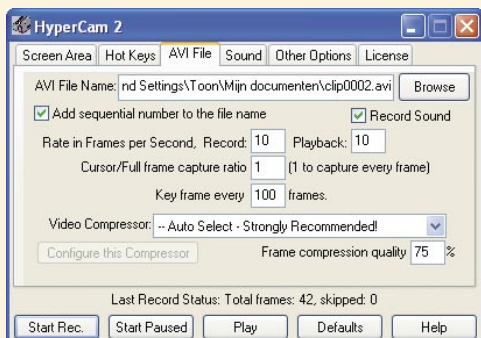 HyperCam 2
Screen Area Hot Keys AVI File Sound Other Options License
AVI File Name: nd Settings\Toon\Mijn documenten\clip0002.avi Browse
Add sequential number to the file name Record Sound
Rate in Frames per Second, Record: 10 Playback: 10
Cursor/Full frame capture ratio 1 (1 to capture every frame)
Key frame every 100 frames.
Video Compressor: -- Auto Select - Strongly Recommended!
Configure this Compressor Frame compression quality 75 %
Last Record Status: Total frames: 42, skipped: 0
Start Rec. Start Paused Play Defaults Help